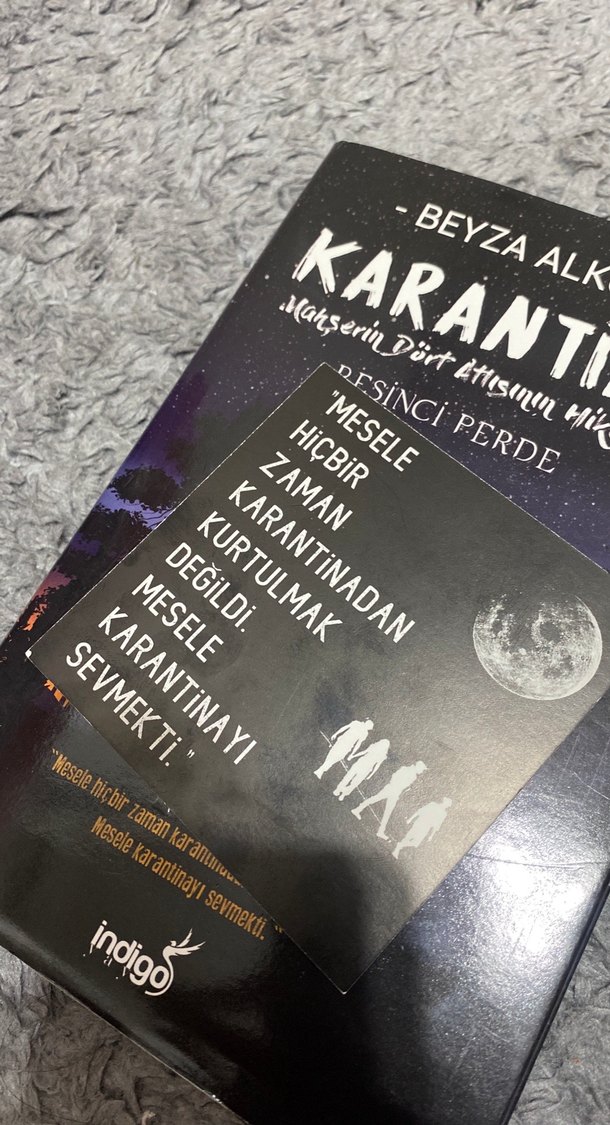 - BEYZA ALK
KARANTI
Mahşerin Dört Atlısının Hik
BEŞİNCİ PERDE
"MESELE
HİÇBİR
ZAMAN
KARANTİNADAN
KURTULMAK
DEĞİLDİ.
MESELE
KARANTİNAYI
SEVMEKTİ."
"Mesele hiçbir zaman karantinada
Mesele karantinayı sevmekti."
indigo